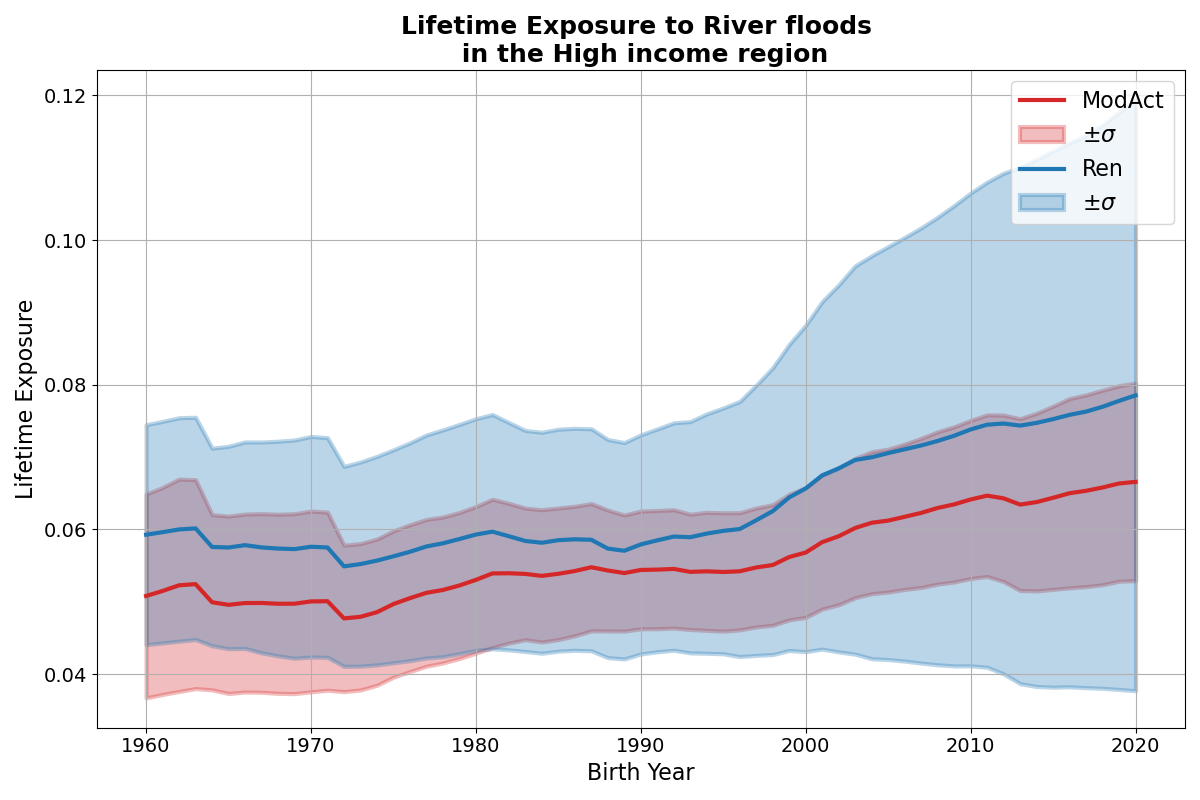 Lifetime Exposure to River floods
in the High income region
Lifetime Exposure
0.12
0.10
0.08
0.06
0.04
1960 1970 1980 1990 2000 2010 2020
Birth Year
ModAct
±σ
Ren
±σ